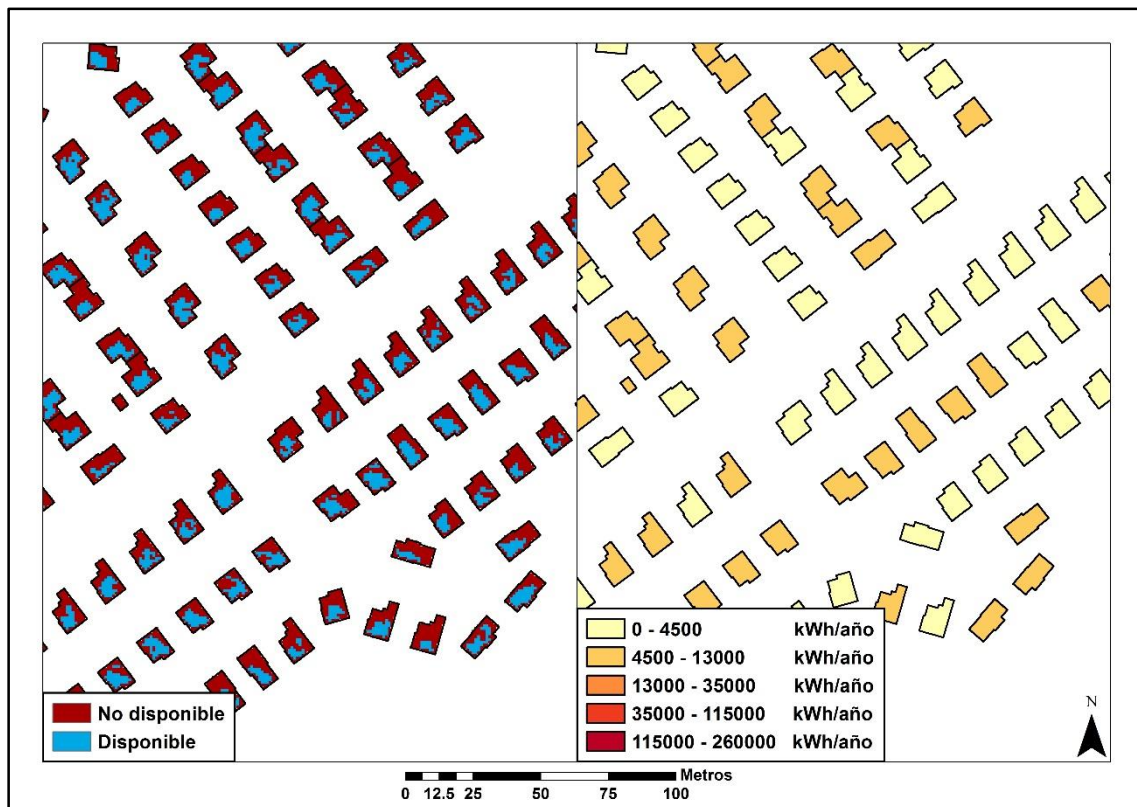 No disponible
Disponible
0 - 4500 kWh/año
4500 - 13000 kWh/año
13000 - 35000 kWh/año
35000 - 115000 kWh/año
115000 - 260000 kWh/año
N
Metros
0 12.5 25 50 75 100